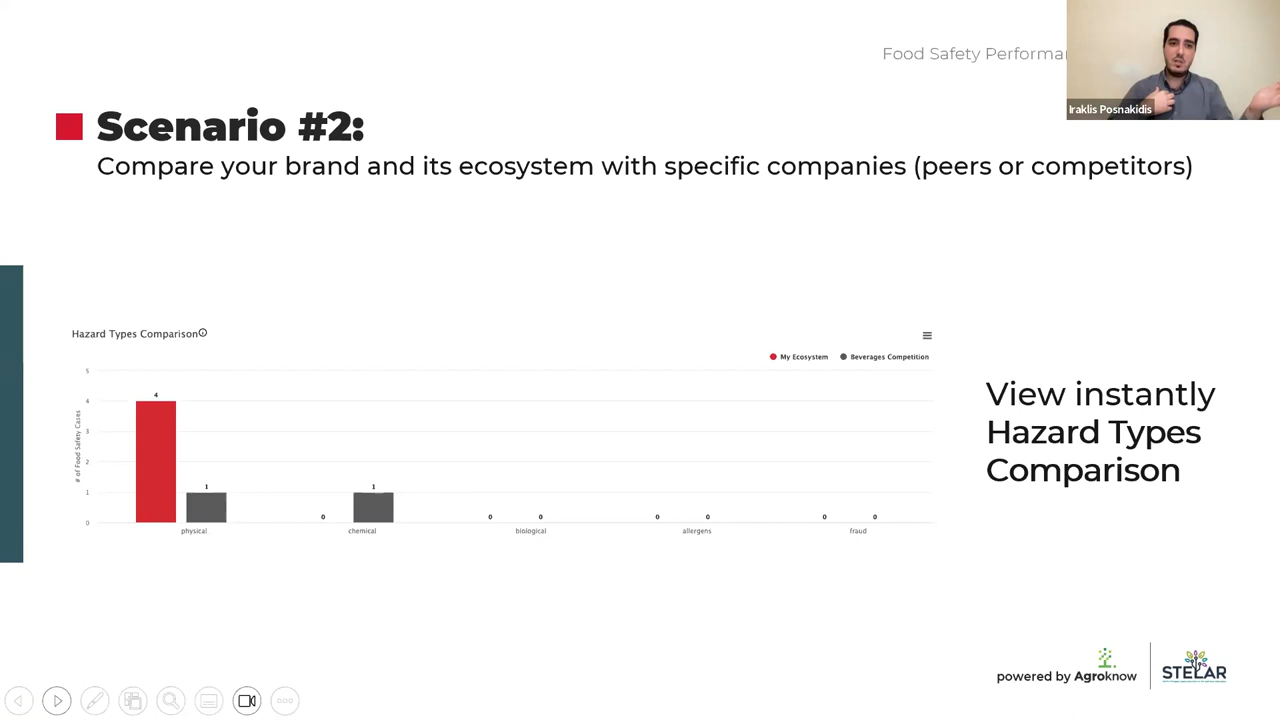 Food Safety Performa
Iraklis Posnakidis
Scenario #2:
Compare your brand and its ecosystem with specific companies (peers or competitors)
Hazard Types Comparison
My Ecosystem
Beverages Competition
# of Food Safety Cases
5
4
3
2
1
0
4
1
0
1
0
0
0
0
0
0
physical
chemical
biological
allergens
fraud
View instantly
Hazard Types
Comparison
powered by Agroknow
STELAR